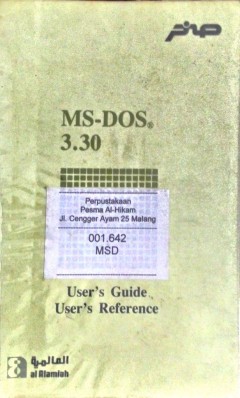 صخر
MS-DOS®
3.30
Perpustakaan
Pesma Al-Hikam
Jl. Cengger Ayam 25 Malang
001.642
MSD
User's Guide
User's Reference
العالمية
al Alamiah